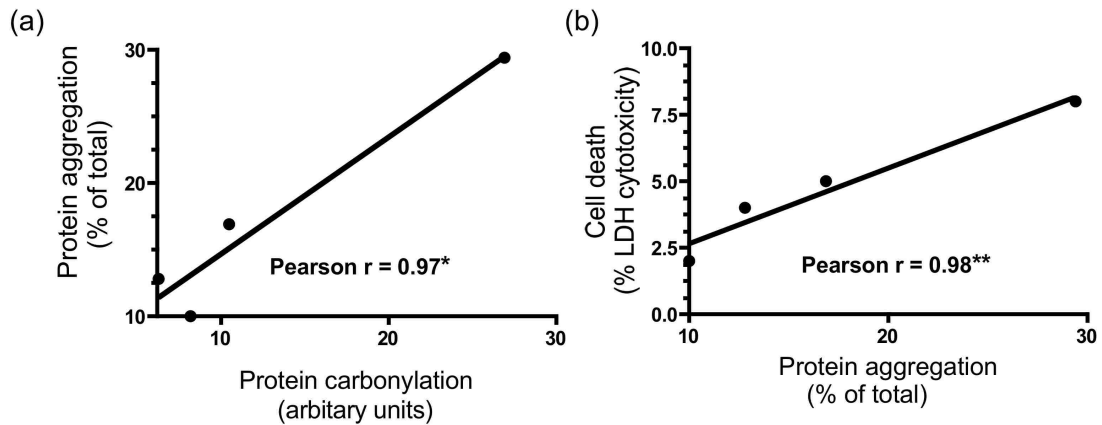 (a)
Protein aggregation
(% of total)
30
20
10
Pearson r = 0.97*
10
20
30
Protein carbonylation
(arbitary units)
(b)
Cell death
(% LDH cytotoxicity)
10.0
7.5
5.0
2.5
0.0
Pearson r = 0.98**
10
20
30
Protein aggregation
(% of total)